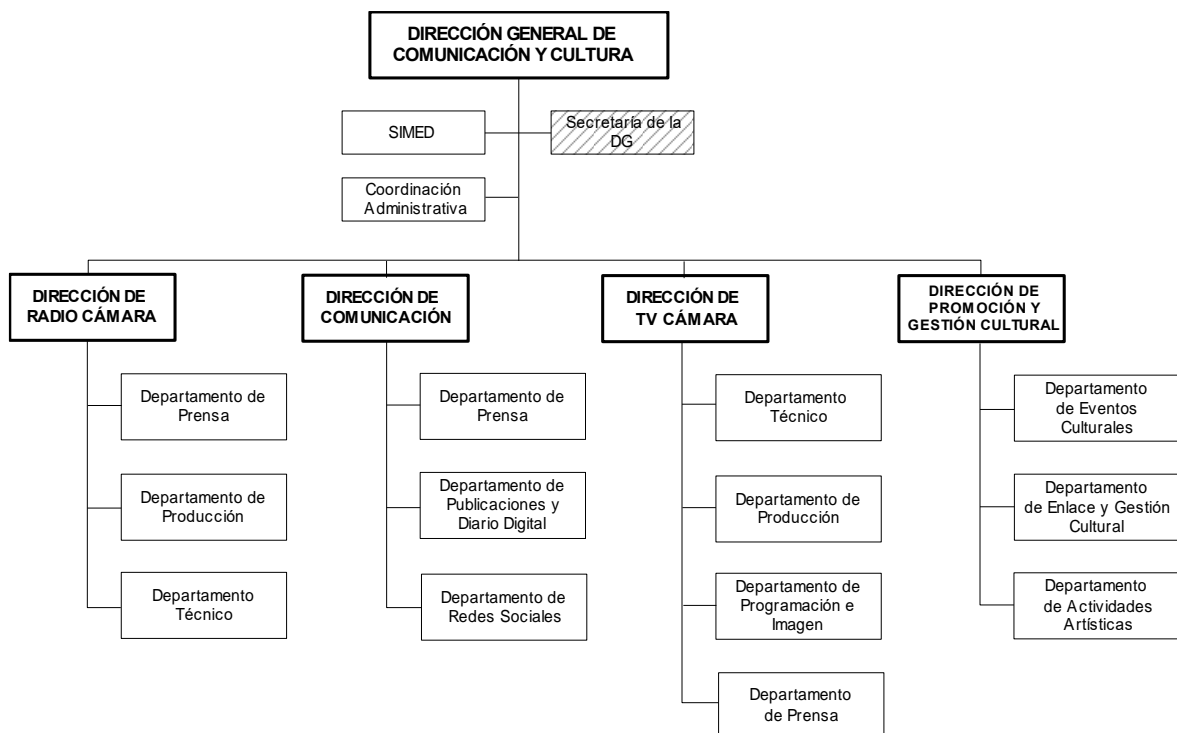 DIRECCIÓN GENERAL DE
COMUNICACIÓN Y CULTURA
SIMED
Secretaría de la
DG
Coordinación
Administrativa
DIRECCIÓN DE
RADIO CÁMARA
Departamento de
Prensa
Departamento de
Producción
Departamento
Técnico
DIRECCIÓN DE
COMUNICACIÓN
Departamento de
Prensa
Departamento de
Publicaciones y
Diario Digital
Departamento de
Redes Sociales
DIRECCIÓN DE
TV CÁMARA
Departamento
Técnico
Departamento de
Producción
Departamento de
Programación e
Imagen
Departamento
de Prensa
DIRECCIÓN DE
PROMOCIÓN Y
GESTIÓN CULTURAL
Departamento
de Eventos
Culturales
Departamento
de Enlace y Gestión
Cultural
Departamento
de Actividades
Artísticas